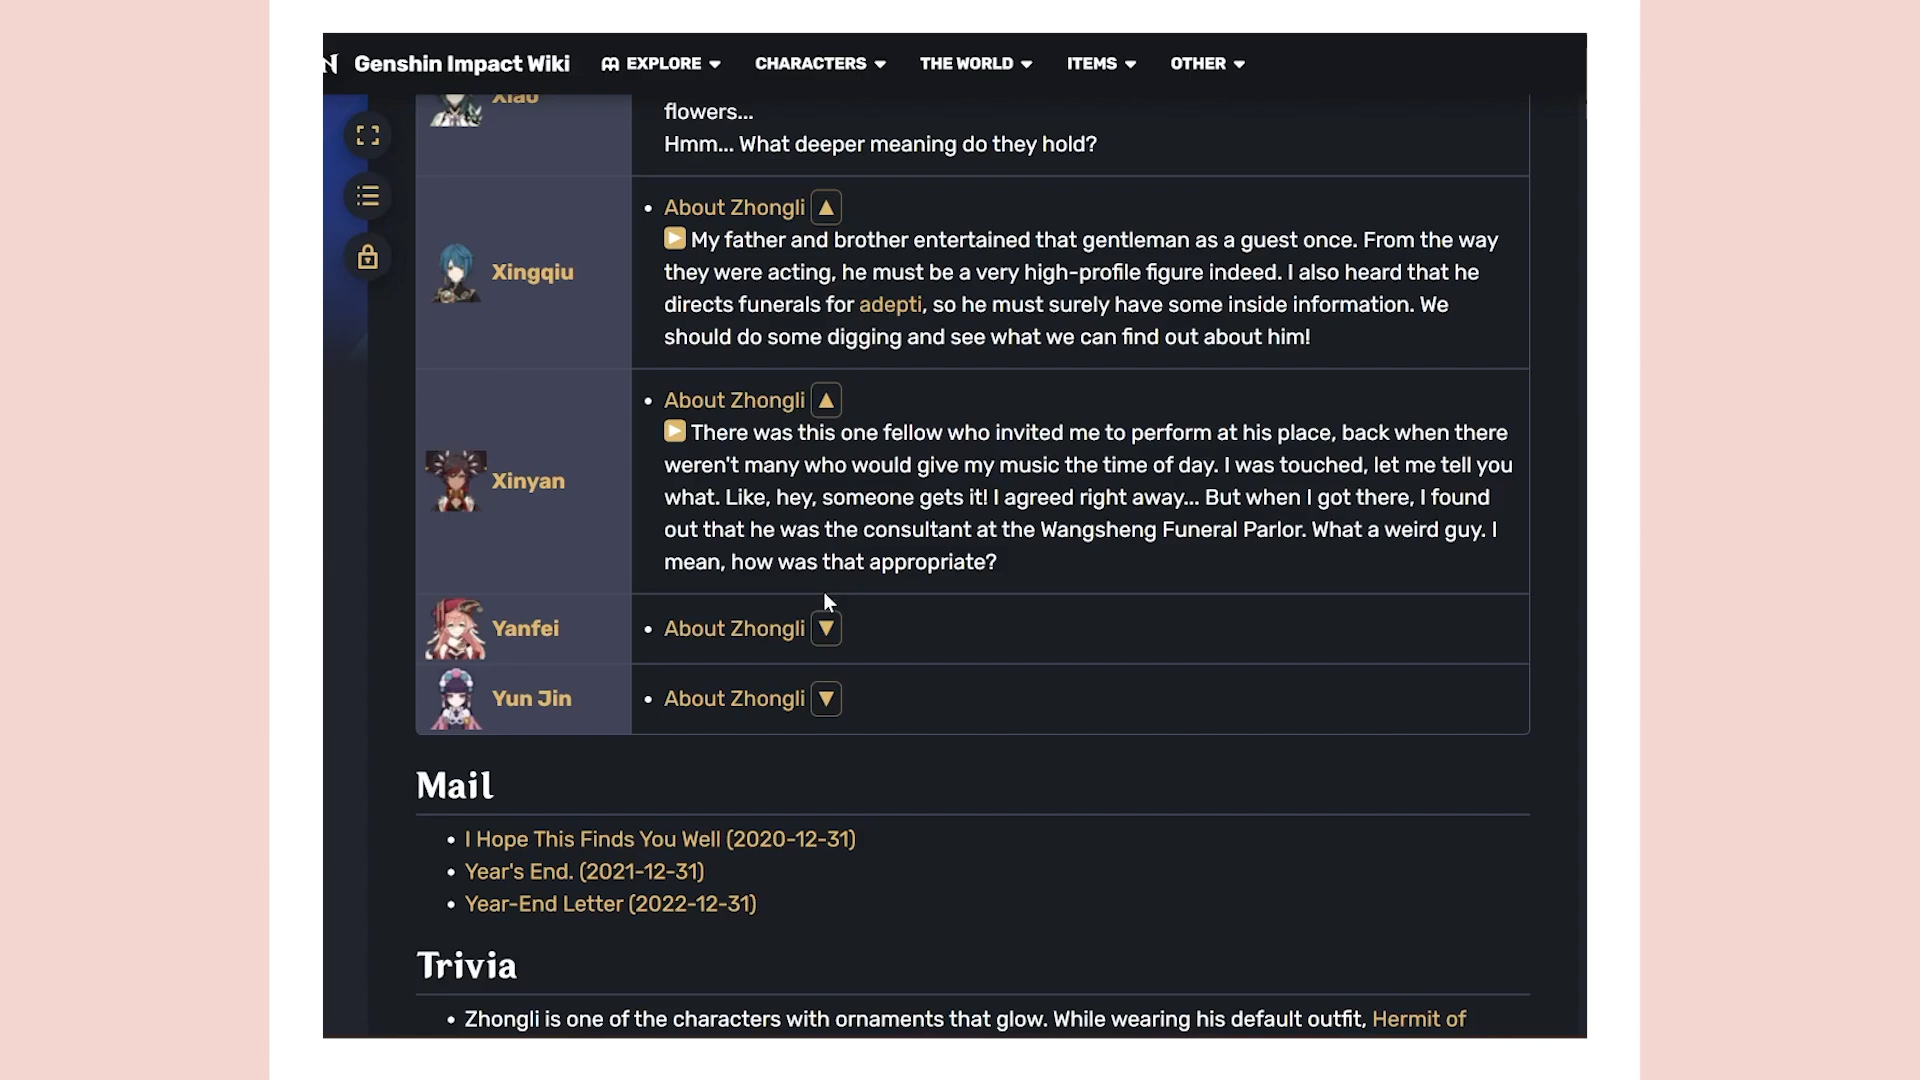 Genshin Impact Wiki EXPLORE CHARACTERS THE WORLD ITEMS OTHER
Xiao
flowers...
Hmm... What deeper meaning do they hold?
Xingqiu
About Zhongli
My father and brother entertained that gentleman as a guest once. From the way
they were acting, he must be a very high-profile figure indeed. I also heard that he
directs funerals for adepti, so he must surely have some inside information. We
should do some digging and see what we can find out about him!
Xinyan
About Zhongli
There was this one fellow who invited me to perform at his place, back when there
weren't many who would give my music the time of day. I was touched, let me tell you
what. Like, hey, someone gets it! I agreed right away... But when I got there, I found
out that he was the consultant at the Wangsheng Funeral Parlor. What a weird guy. I
mean, how was that appropriate?
Yanfei
About Zhongli
Yun Jin
About Zhongli
Mail
I Hope This Finds You Well (2020-12-31)
Year's End. (2021-12-31)
Year-End Letter (2022-12-31)
Trivia
Zhongli is one of the characters with ornaments that glow. While wearing his default outfit, Hermit of